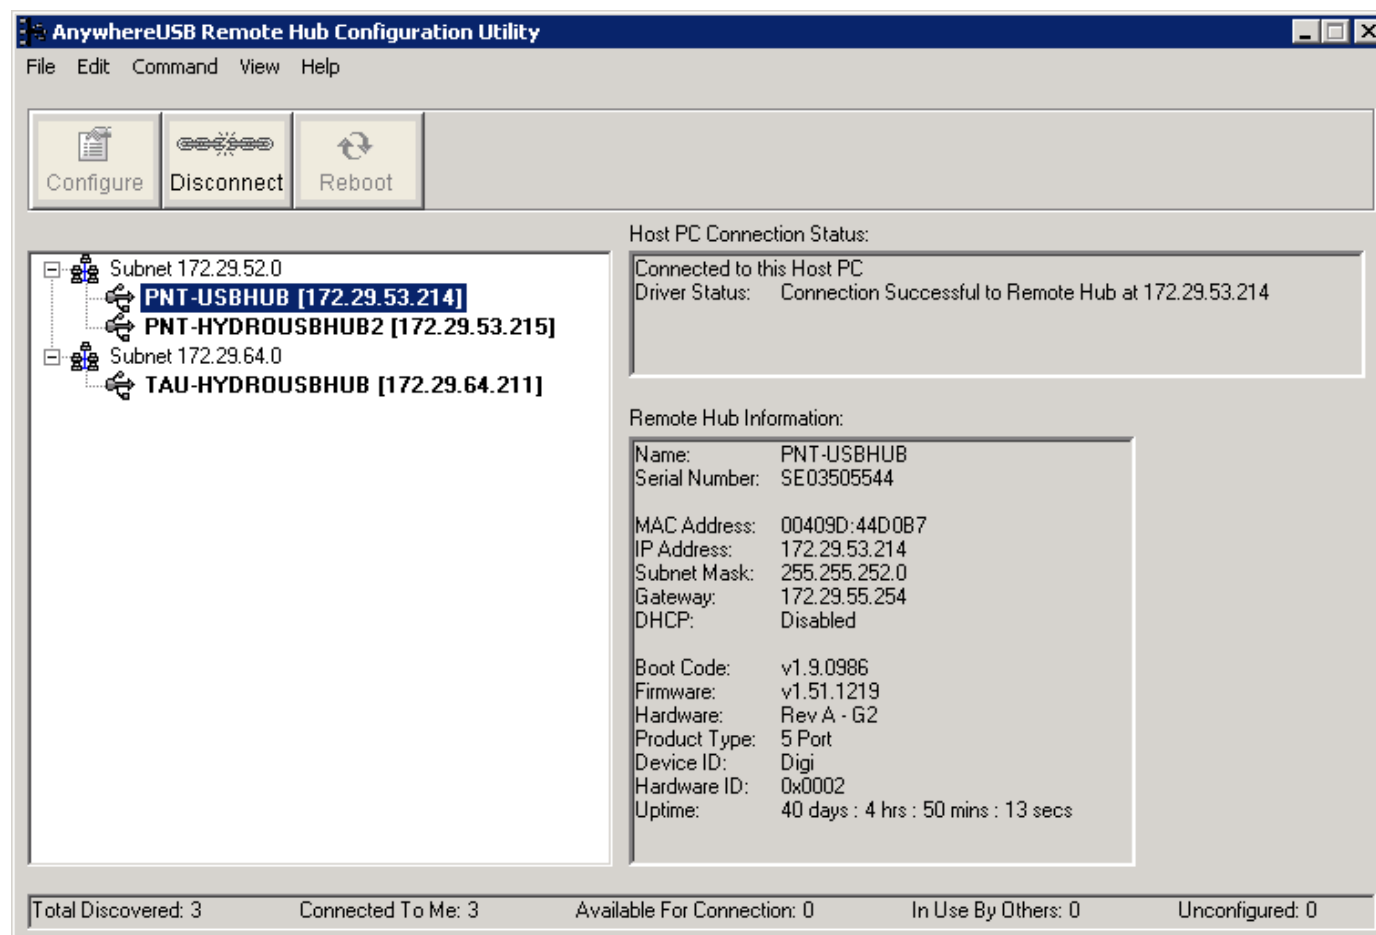 AnywhereUSB Remote Hub Configuration Utility
File Edit Command View Help
Configure Disconnect Reboot
Subnet 172.29.52.0
PNT-USBHUB [172.29.53.214]
PNT-HYDROUSBHUB2 [172.29.53.215]
Subnet 172.29.64.0
TAU-HYDROUSBHUB [172.29.64.211]
Host PC Connection Status:
Connected to this Host PC
Driver Status: Connection Successful to Remote Hub at 172.29.53.214
Remote Hub Information:
Name: PNT-USBHUB
Serial Number: SE03505544
MAC Address: 00409D:44D0B7
IP Address: 172.29.53.214
Subnet Mask: 255.255.252.0
Gateway: 172.29.55.254
DHCP: Disabled
Boot Code: v1.9.0986
Firmware: v1.51.1219
Hardware: Rev A - G2
Product Type: 5 Port
Device ID: Digi
Hardware ID: 0x0002
Uptime: 40 days : 4 hrs : 50 mins : 13 secs
Total Discovered: 3 Connected To Me: 3 Available For Connection: 0 In Use By Others: 0 Unconfigured: 0